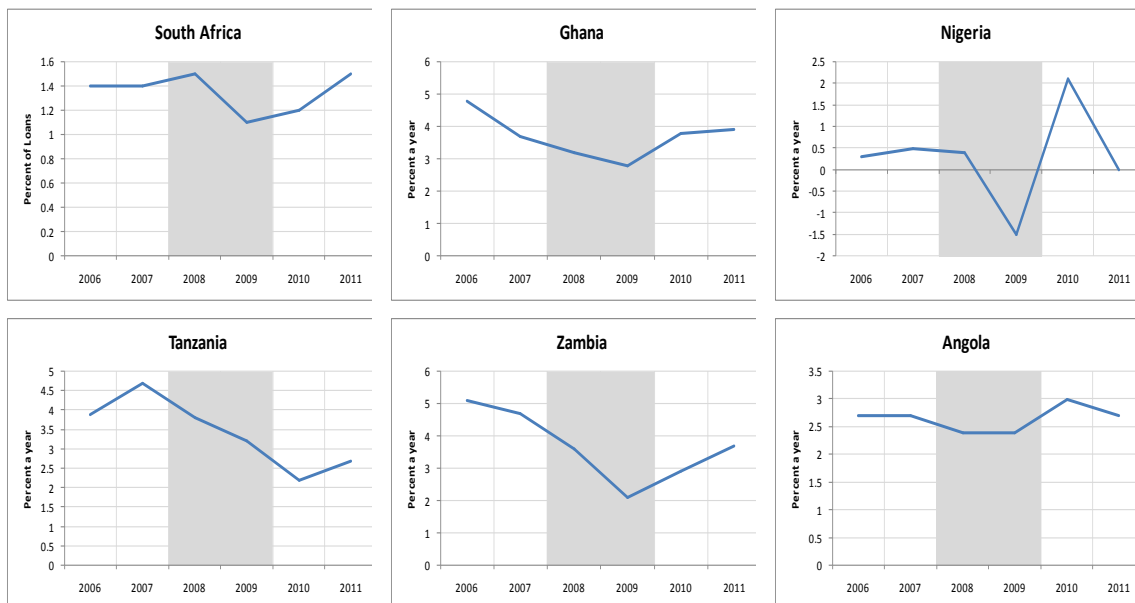 South Africa
Percent of Loans
1.6
1.4
1.2
1
0.8
0.6
0.4
0.2
0
2006 2007 2008 2009 2010 2011
Ghana
Percent a year
6
5
4
3
2
1
0
2006 2007 2008 2009 2010 2011
Nigeria
Percent a year
2.5
2
1.5
1
0.5
0
-0.5
-1
-1.5
-2
2006 2007 2008 2009 2010 2011
Tanzania
Percent a year
5
4.5
4
3.5
3
2.5
2
1.5
1
0.5
0
2006 2007 2008 2009 2010 2011
Zambia
Percent a year
6
5
4
3
2
1
0
2006 2007 2008 2009 2010 2011
Angola
Percent a year
3.5
3
2.5
2
1.5
1
0.5
0
2006 2007 2008 2009 2010 2011